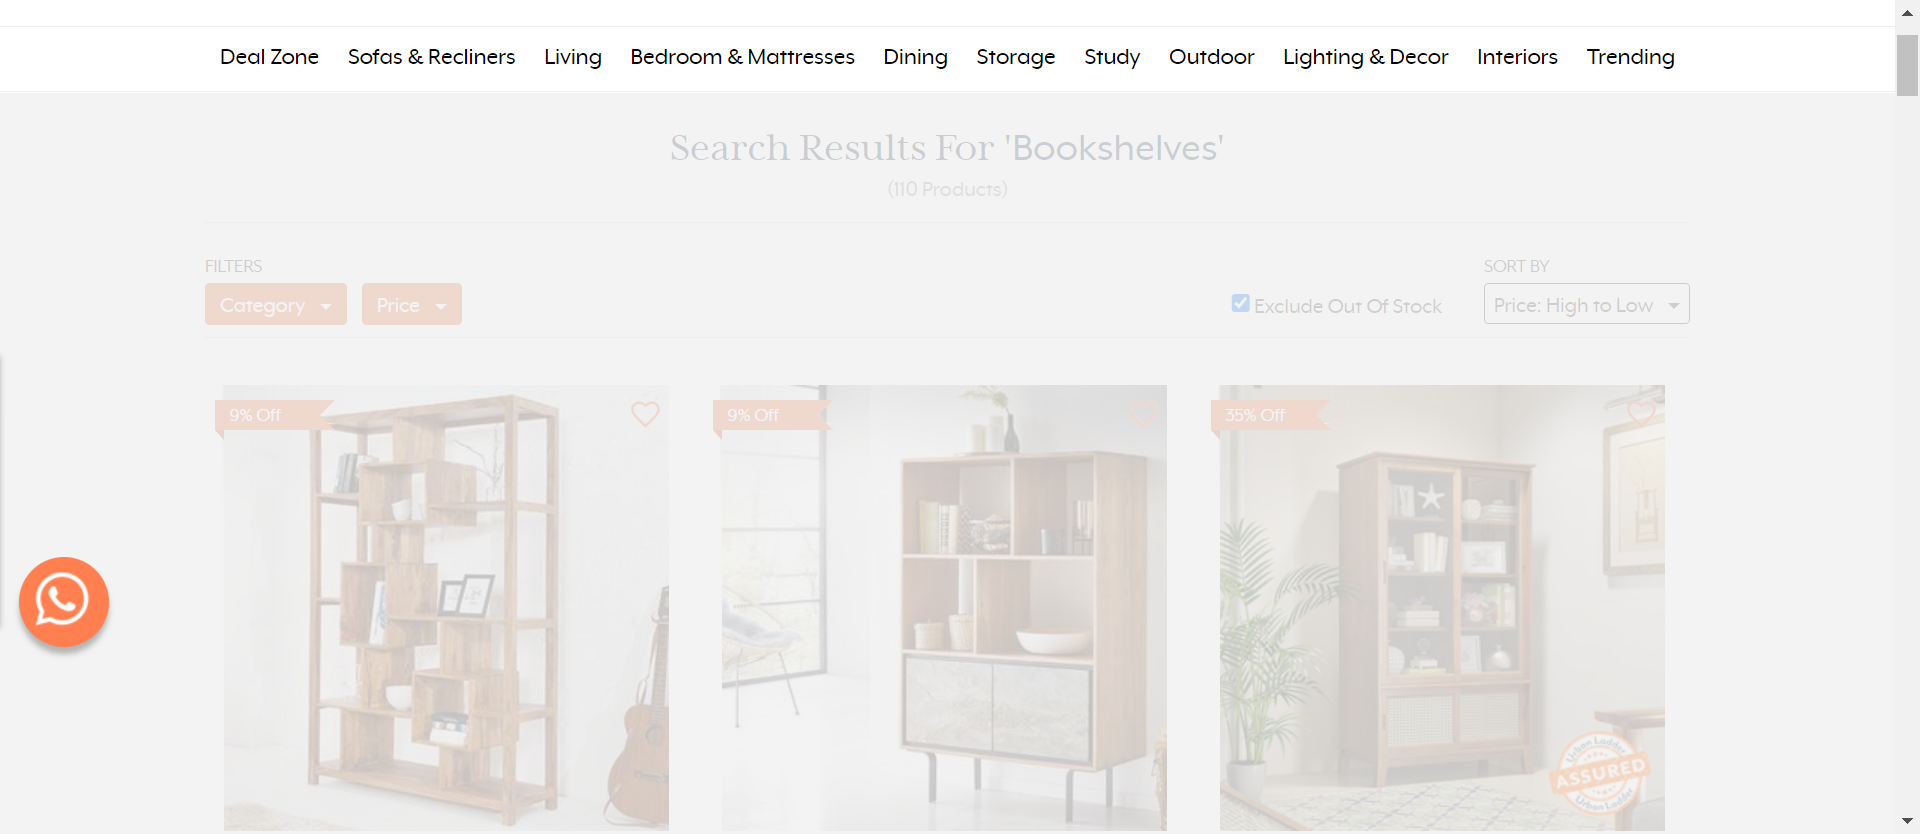 Deal Zone Sofas & Recliners Living Bedroom & Mattresses Dining Storage Study Outdoor Lighting & Decor Interiors Trending
Search Results For 'Bookshelves'
(110 Products)
FILTERS
SORT BY
Category
Price
Exclude Out Of Stock
Price: High to Low
9% Off
9% Off
35% Off
Urban Ladder
ASSURED
Urban Ladder